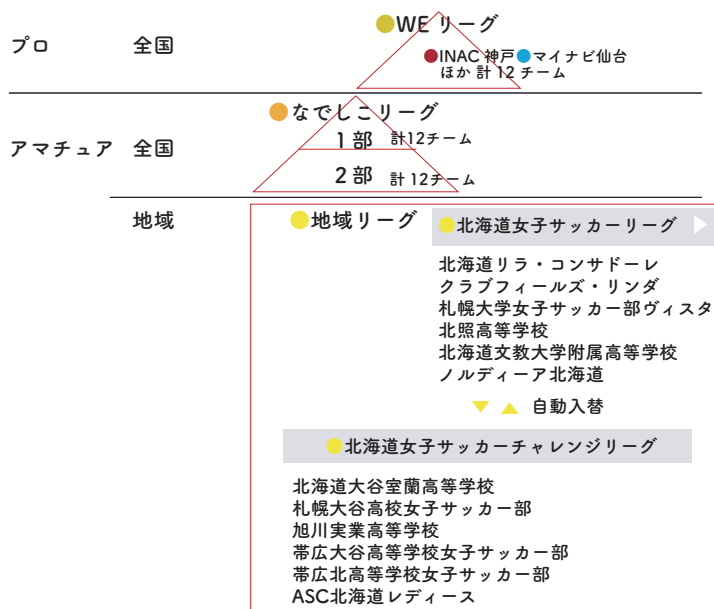 WE リーグ
プロ 全国
INAC 神戸 マイナビ仙台
ほか 計 12 チーム
なでしこリーグ
アマチュア 全国
1 部 計12チーム
2 部 計 12チーム
地域 地域リーグ 北海道女子サッカーリーグ
北海道リラ・コンサドーレ
クラブフィールズ・リンダ
札幌大学女子サッカー部ヴィスタ
北照高等学校
北海道文教大学附属高等学校
ノルディーア北海道
自動入替
北海道女子サッカーチャレンジリーグ
北海道大谷室蘭高等学校
札幌大谷高校女子サッカー部
旭川実業高等学校
帯広大谷高等学校女子サッカー部
帯広北高等学校女子サッカー部
ASC北海道レディース